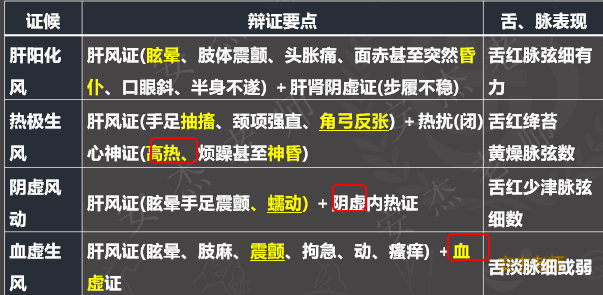 证候 辩证要点 舌、脉表现
肝阳化 肝风证(眩晕、肢体震颤、头胀痛、面赤甚至突然昏 舌红脉弦细有
风 仆、口眼斜、半身不遂) + 肝肾阴虚证(步履不稳) 力
热极生 肝风证(手足抽搐、颈项强直、角弓反张) + 热扰(闭) 舌红绛苔
风 心神证(高热、烦躁甚至神昏) 黄燥脉弦数
阴虚风 肝风证(眩晕手足震颤、蠕动) + 阴虚内热证 舌红少津脉弦
动 细数
血虚生 肝风证(眩晕、肢麻、震颤、拘急、动、瘙痒) + 血 舌淡脉细或弱
风 虚证